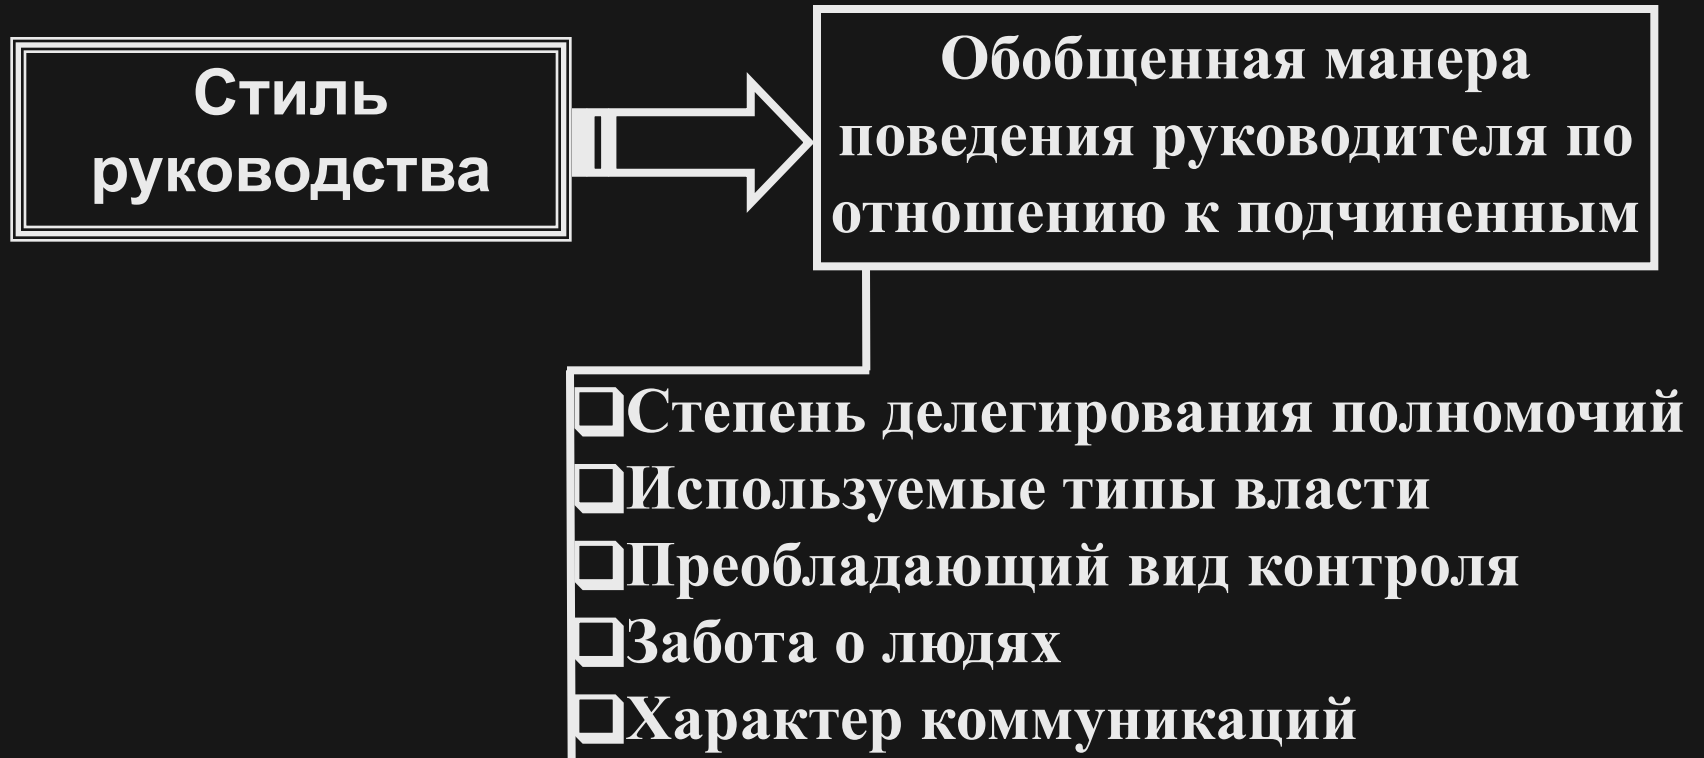 Стиль
руководства
Обобщенная манера
поведения руководителя по
отношению к подчиненным
Степень делегирования полномочий
Используемые типы власти
Преобладающий вид контроля
Забота о людях
Характер коммуникаций